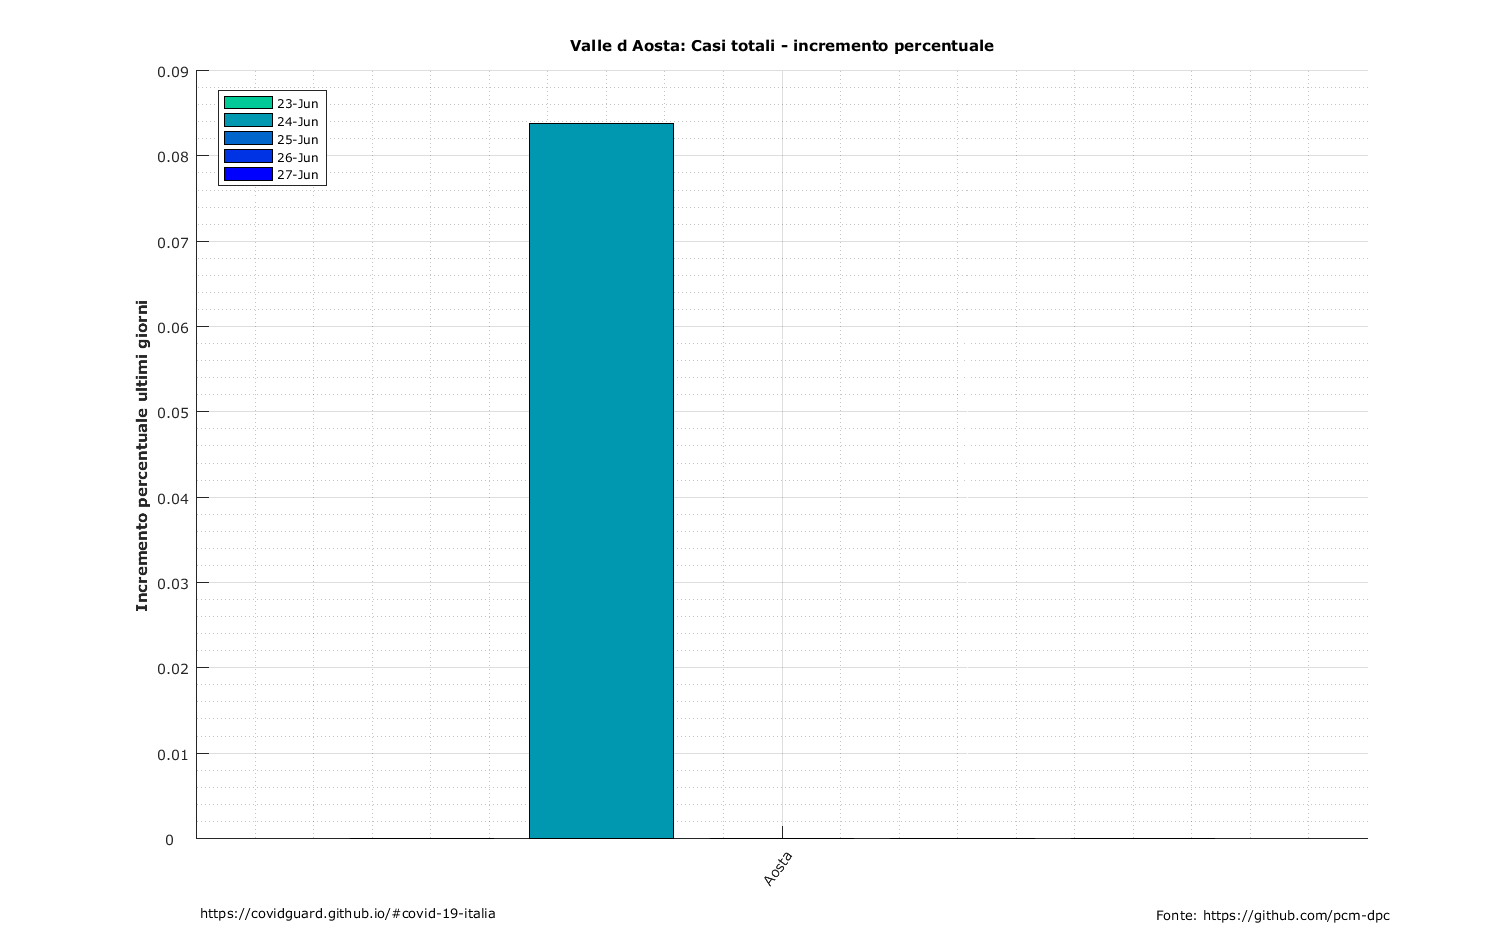 Valle d Aosta: Casi totali - incremento percentuale
0.09
0.08
0.07
0.06
0.05
0.04
0.03
0.02
0.01
0
Incremento percentuale ultimi giorni
23-Jun
24-Jun
25-Jun
26-Jun
27-Jun
Aosta
https://covidguard.github.io/#covid-19-italia
Fonte: https://github.com/pcm-dpc